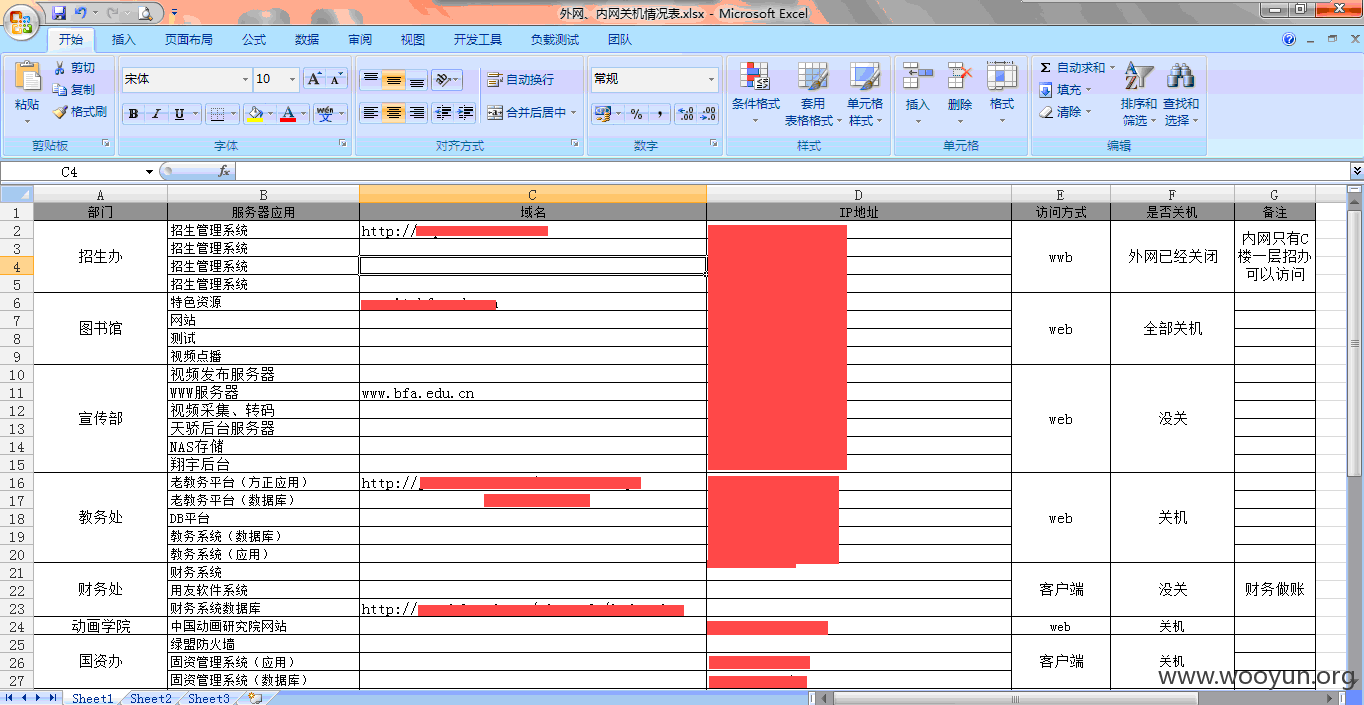 外网、内网关机情况表.xlsx - Microsoft Excel
开始 插入 页面布局 公式 数据 审阅 视图 开发工具 负载测试 团队
粘贴 剪切 复制 格式刷 剪贴板
宋体 10 B I U A 字体
自动换行 合并后居中 对齐方式
常规 % , 数字
条件格式 套用表格格式 单元格样式 样式
插入 删除 格式 单元格
Σ 自动求和 填充 清除 排序和筛选 查找和选择 编辑
C4 fx
A B C D E F G
1 部门 服务器应用 域名 IP地址 访问方式 是否关机 备注
2 招生办 招生管理系统 http:// wwb 外网已经关闭 内网只有C楼一层招办可以访问
3 招生管理系统
4 招生管理系统
5 招生管理系统
6 图书馆 特色资源 web 全部关机
7 网站
8 测试
9 视频点播
10 宣传部 视频发布服务器 web 没关
11 WWW服务器 www.bfa.edu.cn
12 视频采集、转码
13 天骄后台服务器
14 NAS存储
15 翔宇后台
16 教务处 老教务平台（方正应用） http:// web 关机
17 老教务平台（数据库）
18 DB平台
19 教务系统（数据库）
20 教务系统（应用）
21 财务处 财务系统 客户端 没关 财务做账
22 用友软件系统
23 财务系统数据库 http://
24 动画学院 中国动画研究院网站 web 关机
25 国资办 绿盟防火墙 客户端 关机
26 固资管理系统（应用）
27 固资管理系统（数据库）
www.wooyun.org
Sheet1 Sheet2 Sheet3